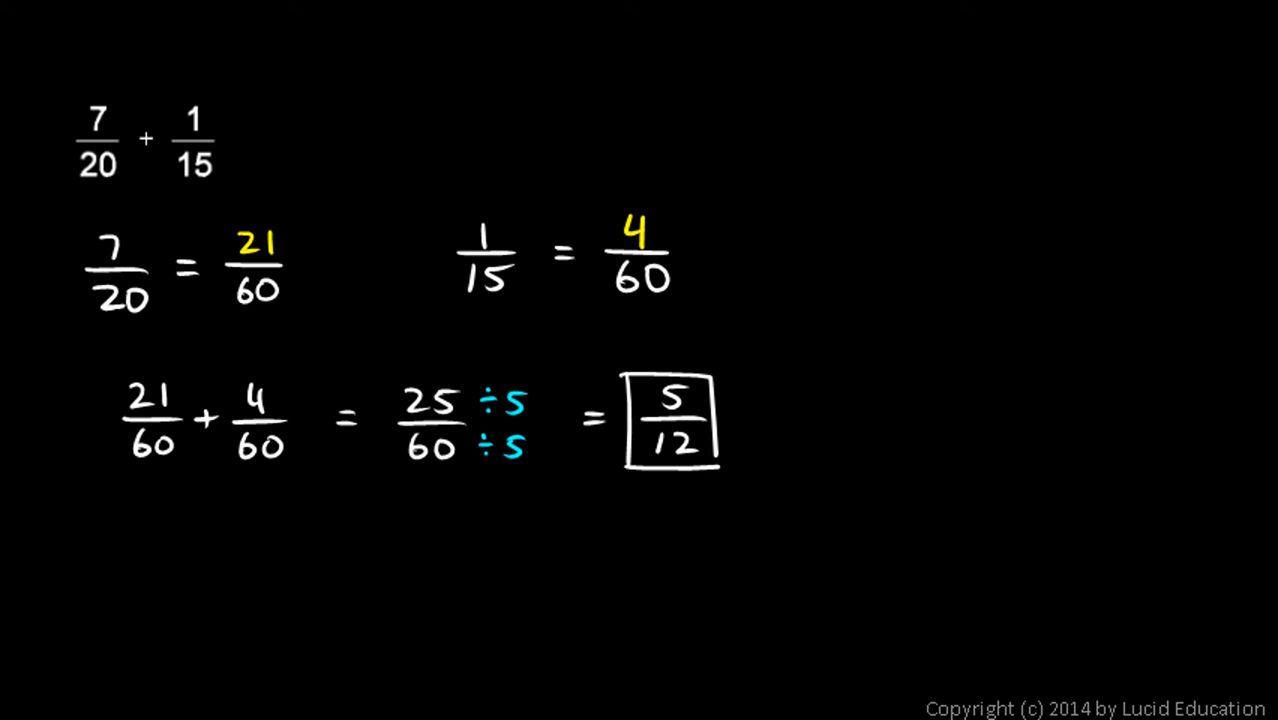 7/20 + 1/15
7/20 = 21/60    1/15 = 4/60
21/60 + 4/60 = 25/60 ÷5/÷5 = 5/12
Copyright (c) 2014 by Lucid Education